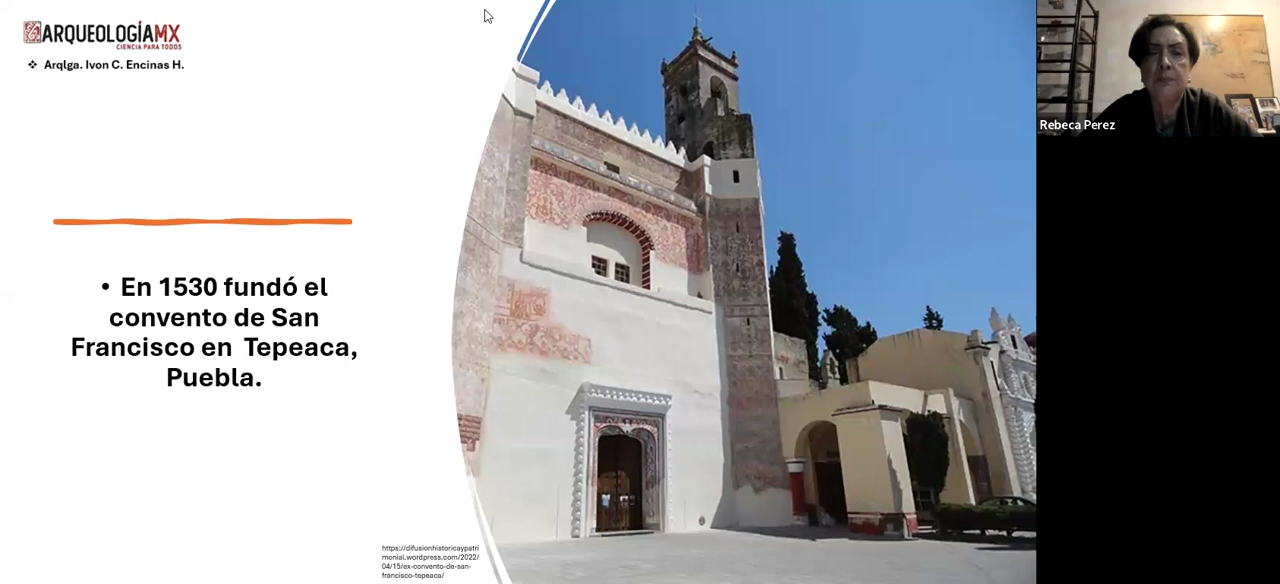 ARQUEOLOGÍAMX
CIENCIA PARA TODOS
❖ Arqlga. Ivon C. Encinas H.
Rebeca Perez
• En 1530 fundó el
convento de San
Francisco en Tepeaca,
Puebla.
https://difusionhistoricaypatri
monial.wordpress.com/2022/
04/15/ex-convento-de-san-
francisco-tepeaca/